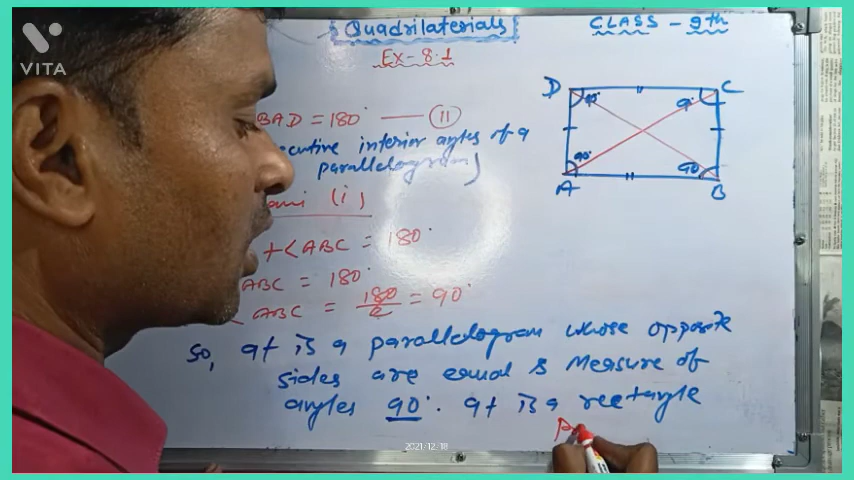 VITA
Quadrilaterials
CLASS - 9th
Ex-8.1
BAD = 180° — (II)
ecutive interior angles of a
parallelogram)
(i)
+ <ABC = 180°
ABC = 180°
ABC = 180/2 = 90°
So, it is a parallelogram whose opposite
sides are equal & Measure of
angles 90°. it is a rectangle
D
C
90°
90°
90°
A
B
2021-12-18